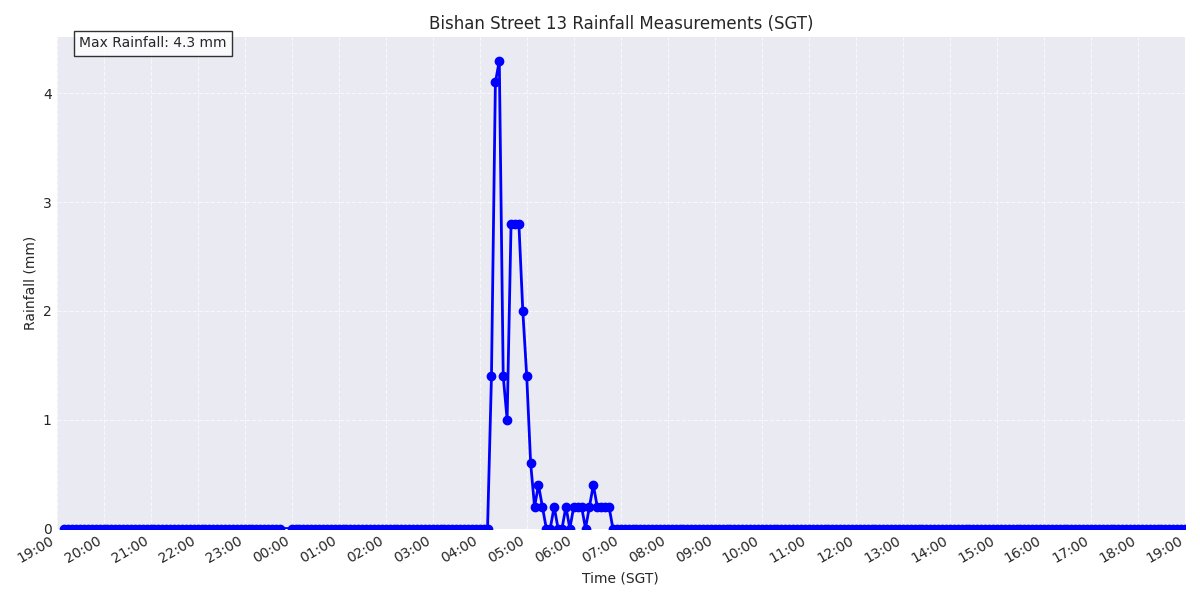 Bishan Street 13 Rainfall Measurements (SGT)
Max Rainfall: 4.3 mm
4
3
2
1
0
Rainfall (mm)
19:00 20:00 21:00 22:00 23:00 00:00 01:00 02:00 03:00 04:00 05:00 06:00 07:00 08:00 09:00 10:00 11:00 12:00 13:00 14:00 15:00 16:00 17:00 18:00 19:00
Time (SGT)